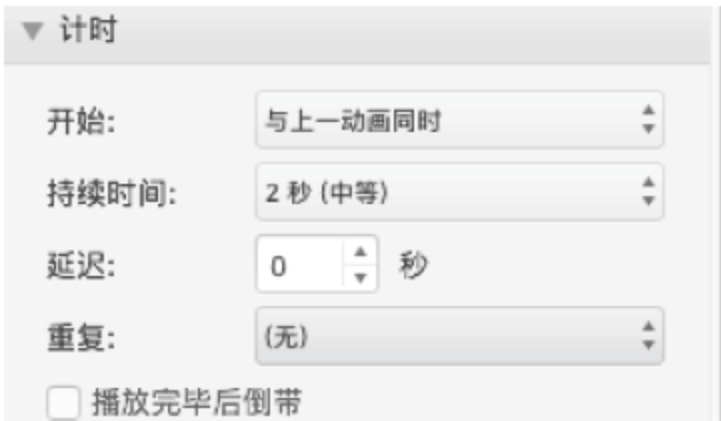 计时
开始: 与上一动画同时
持续时间: 2 秒 (中等)
延迟: 0 秒
重复: (无)
播放完毕后倒带